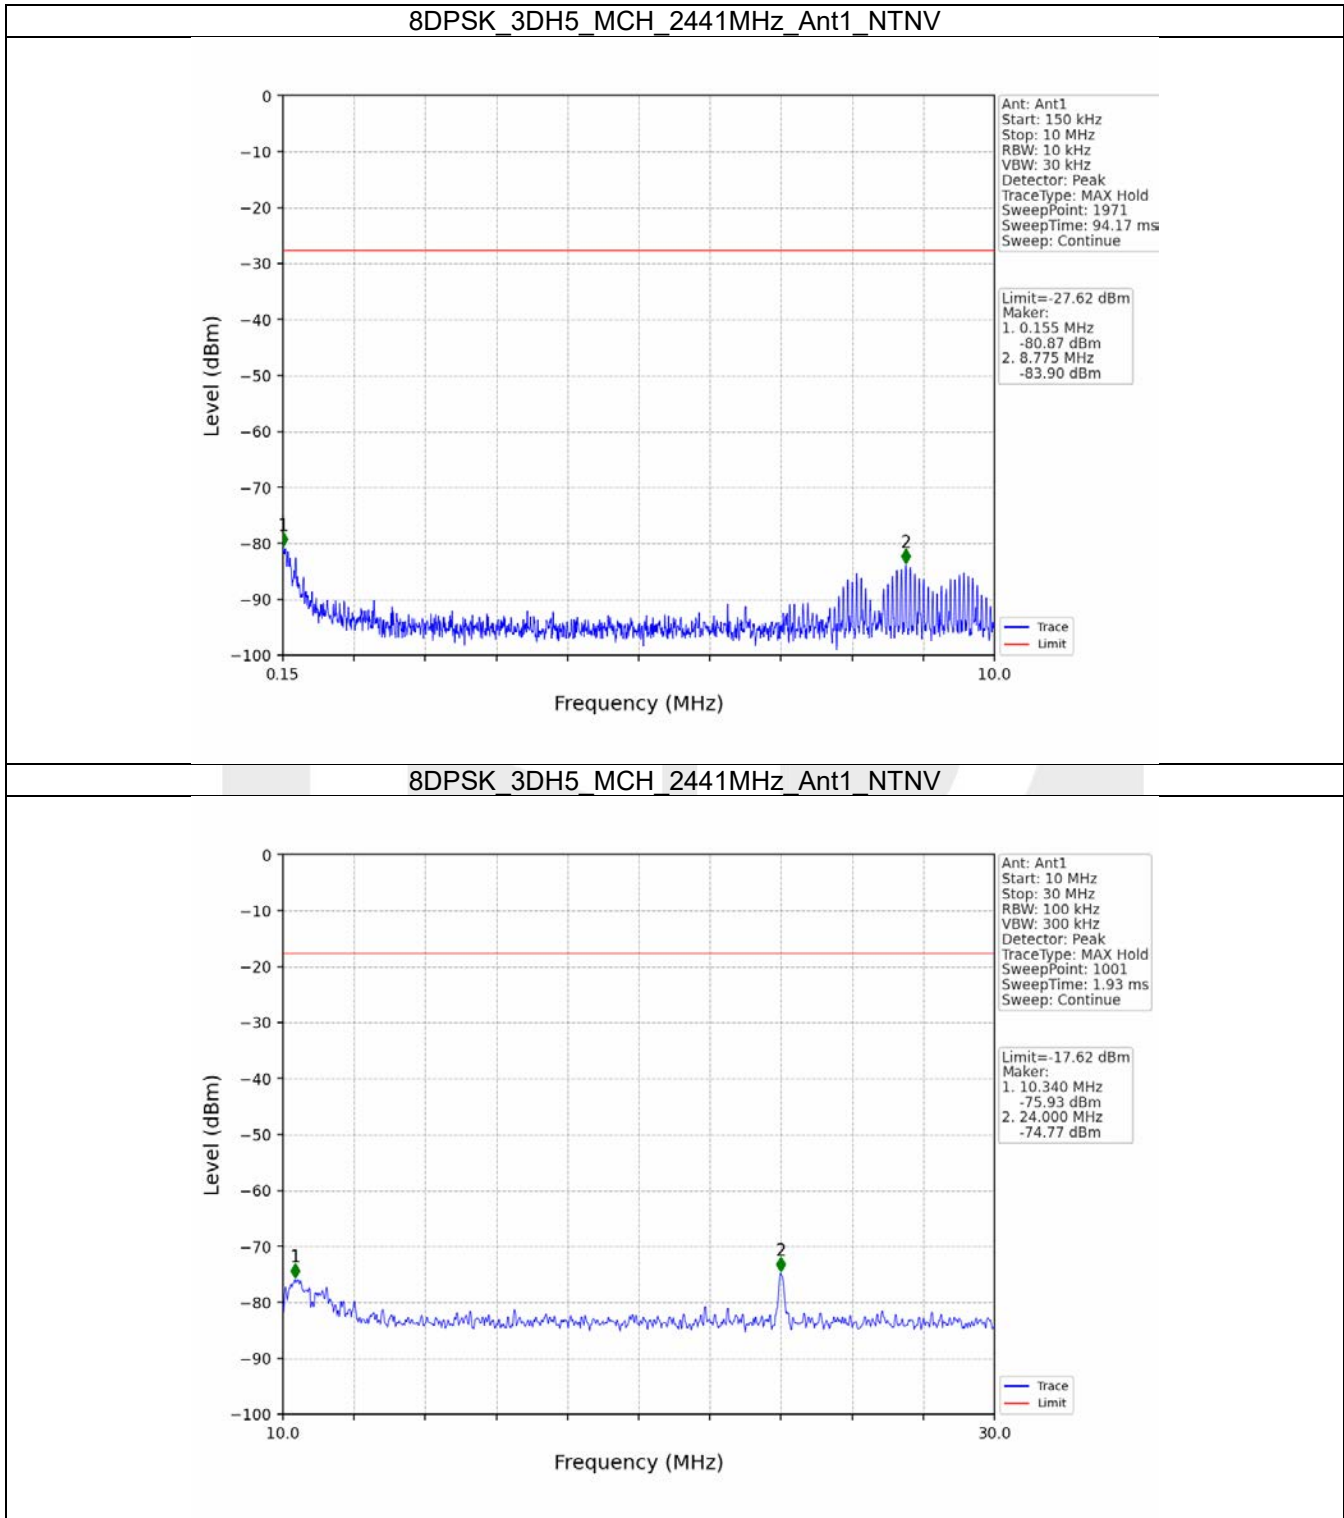 8DPSK_3DH5_MCH_2441MHz_Ant1_NTNV
0
−10
−20
−30
−40
−50
−60
−70
−80
−90
−100
Level (dBm)
1
2
0.15
10.0
Frequency (MHz)
Ant: Ant1
Start: 150 kHz
Stop: 10 MHz
RBW: 10 kHz
VBW: 30 kHz
Detector: Peak
TraceType: MAX Hold
SweepPoint: 1971
SweepTime: 94.17 ms
Sweep: Continue
Limit=-27.62 dBm
Maker:
1. 0.155 MHz
-80.87 dBm
2. 8.775 MHz
-83.90 dBm
Trace
Limit
8DPSK_3DH5_MCH_2441MHz_Ant1_NTNV
0
−10
−20
−30
−40
−50
−60
−70
−80
−90
−100
Level (dBm)
1
2
10.0
30.0
Frequency (MHz)
Ant: Ant1
Start: 10 MHz
Stop: 30 MHz
RBW: 100 kHz
VBW: 300 kHz
Detector: Peak
TraceType: MAX Hold
SweepPoint: 1001
SweepTime: 1.93 ms
Sweep: Continue
Limit=-17.62 dBm
Maker:
1. 10.340 MHz
-75.93 dBm
2. 24.000 MHz
-74.77 dBm
Trace
Limit